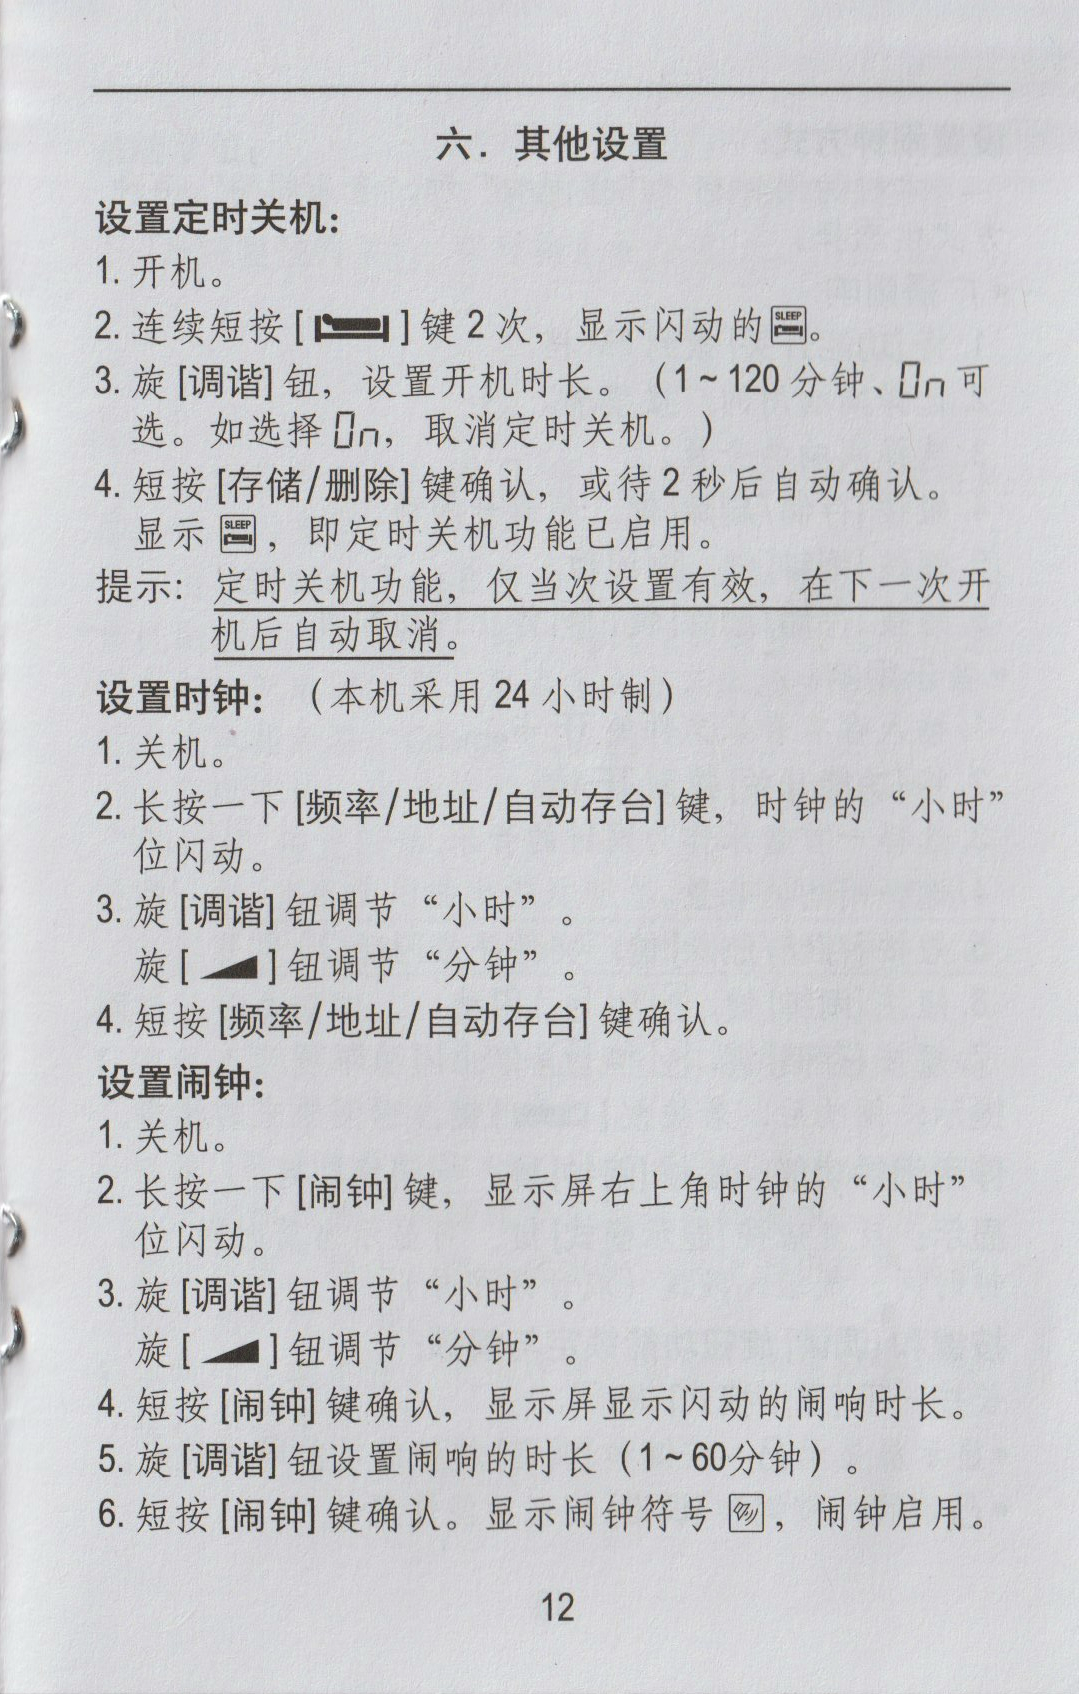 六. 其他设置
设置定时关机:
1. 开机。
2. 连续短按 [ ] 键 2 次, 显示闪动的 SLEEP 。
3. 旋 [调谐] 钮, 设置开机时长。(1~120 分钟、On 可
选。如选择 On, 取消定时关机。)
4. 短按 [存储/删除] 键确认, 或待 2 秒后自动确认。
显示 SLEEP , 即定时关机功能已启用。
提示: 定时关机功能, 仅当次设置有效, 在下一次开
机后自动取消。
设置时钟: (本机采用 24 小时制)
1. 关机。
2. 长按一下 [频率/地址/自动存台] 键, 时钟的 “小时”
位闪动。
3. 旋 [调谐] 钮调节 “小时” 。
旋 [ ] 钮调节 “分钟” 。
4. 短按 [频率/地址/自动存台] 键确认。
设置闹钟:
1. 关机。
2. 长按一下 [闹钟] 键, 显示屏右上角时钟的 “小时”
位闪动。
3. 旋 [调谐] 钮调节 “小时” 。
旋 [ ] 钮调节 “分钟” 。
4. 短按 [闹钟] 键确认, 显示屏显示闪动的闹响时长。
5. 旋 [调谐] 钮设置闹响的时长 (1~60分钟) 。
6. 短按 [闹钟] 键确认。显示闹钟符号 , 闹钟启用。
12